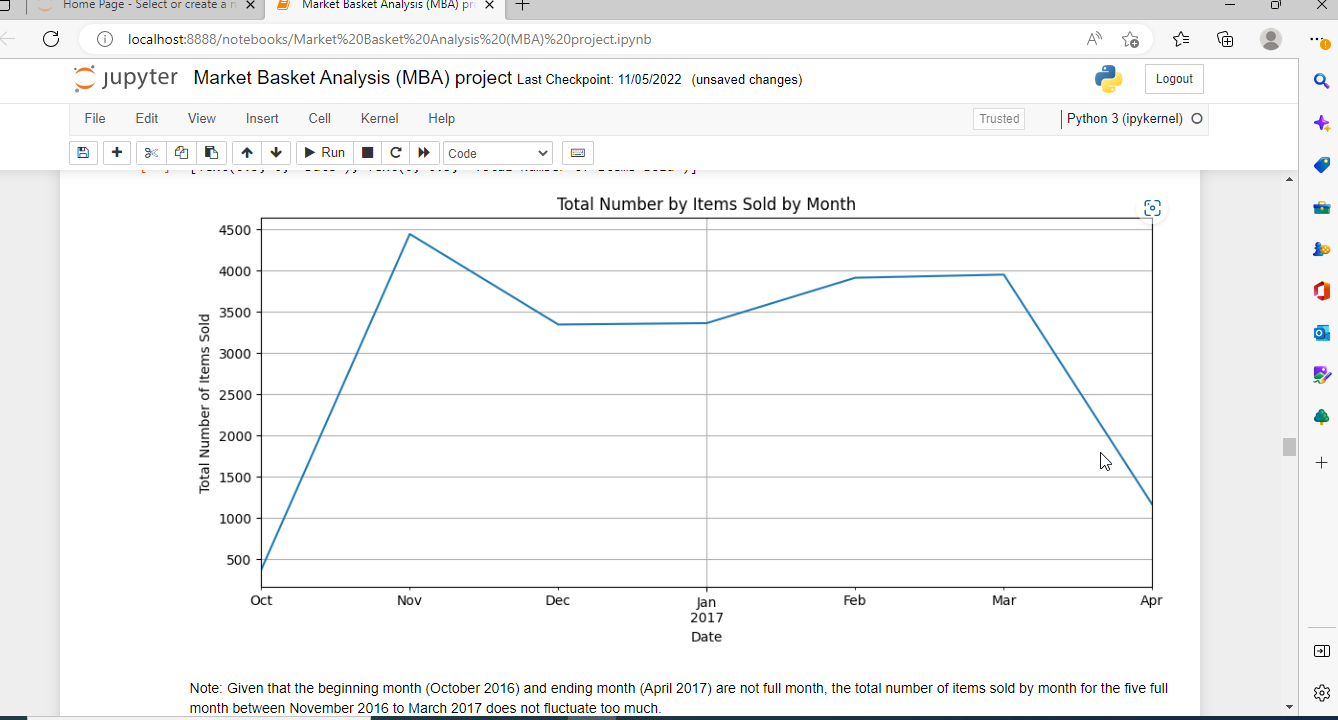 Home Page - Select or create a n
Market Basket Analysis (MBA) pr
localhost:8888/notebooks/Market%20Basket%20Analysis%20(MBA)%20project.ipynb
jupyter Market Basket Analysis (MBA) project Last Checkpoint: 11/05/2022 (unsaved changes)
Logout
File Edit View Insert Cell Kernel Help
Trusted
Python 3 (ipykernel)
Run
Code
Total Number by Items Sold by Month
4500
4000
3500
3000
2500
2000
1500
1000
500
Total Number of Items Sold
Oct Nov Dec Jan Feb Mar Apr
2017
Date
Note: Given that the beginning month (October 2016) and ending month (April 2017) are not full month, the total number of items sold by month for the five full
month between November 2016 to March 2017 does not fluctuate too much.